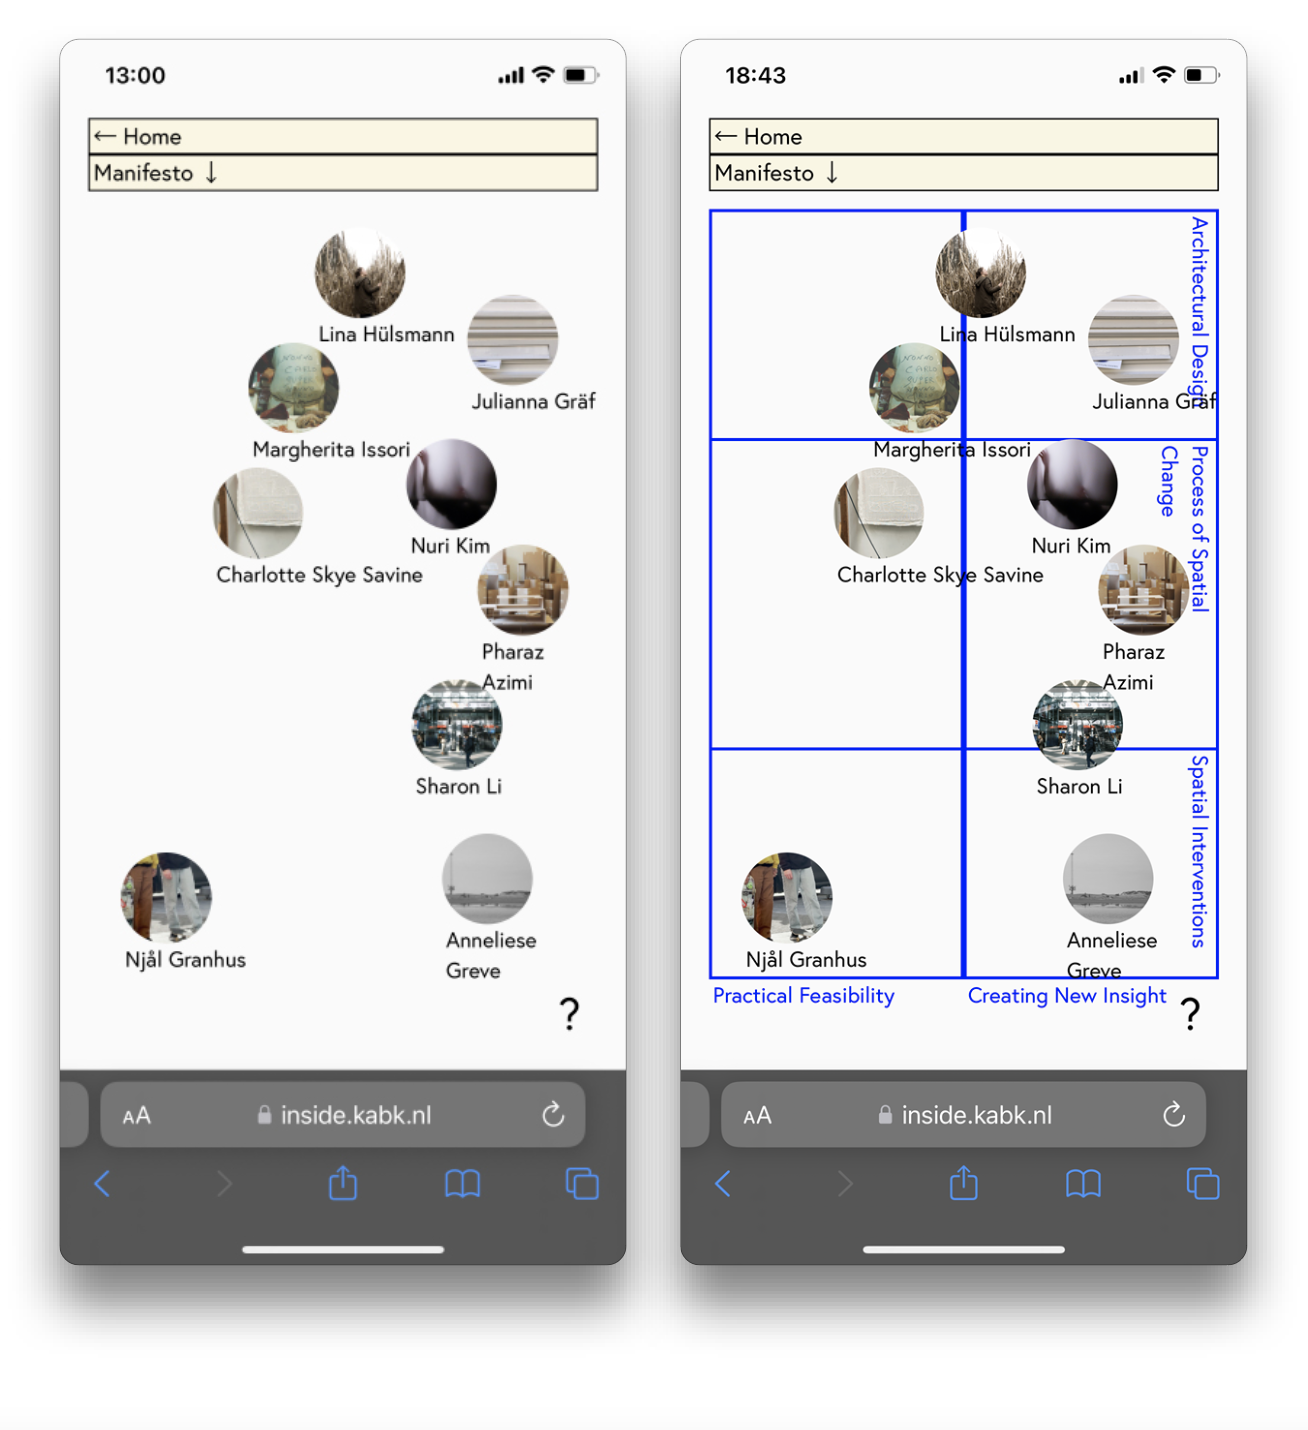 13:00
← Home
Manifesto ↓
Lina Hülsmann
Julianna Gräf
Margherita Issori
Nuri Kim
Charlotte Skye Savine
Pharaz
Azimi
Sharon Li
Njål Granhus
Anneliese
Greve
?
AA
inside.kabk.nl
18:43
← Home
Manifesto ↓
Architectural Design
Lina Hülsmann
Julianna Gräf
Margherita Issori
Process of Spatial
Change
Nuri Kim
Charlotte Skye Savine
Pharaz
Azimi
Sharon Li
Spatial Interventions
Njål Granhus
Anneliese
Greve
Practical Feasibility
Creating New Insight
?
AA
inside.kabk.nl